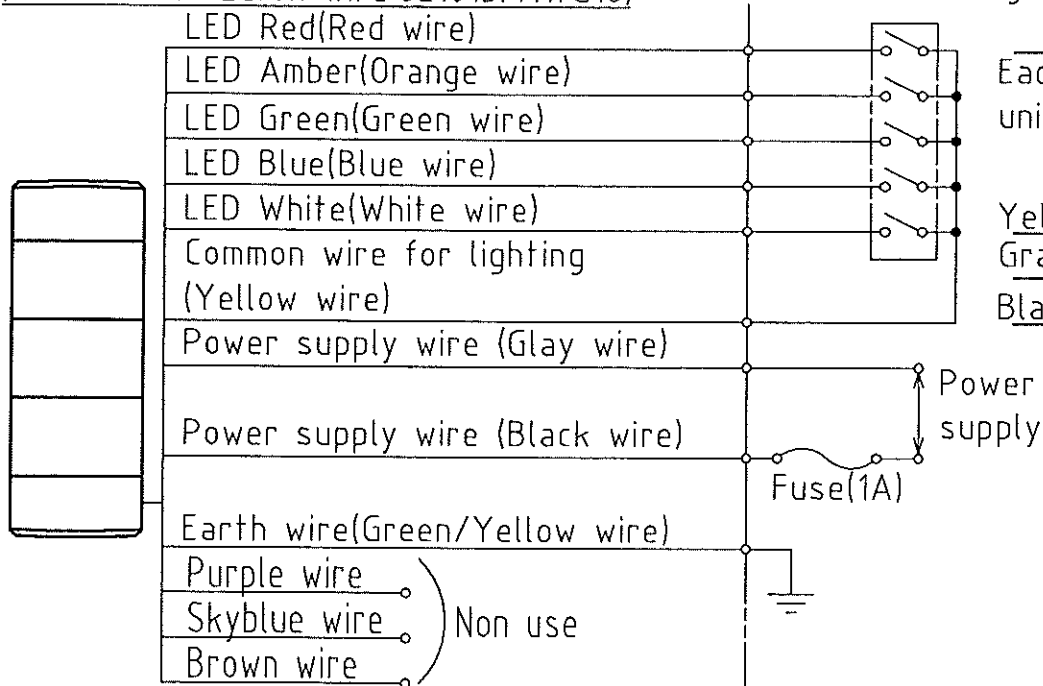 LED Red(Red wire)
LED Amber(Orange wire)
LED Green(Green wire)
LED Blue(Blue wire)
LED White(White wire)
Common wire for lighting
(Yellow wire)
Power supply wire (Glay wire)
Power supply wire (Black wire)
Power
supply
Fuse(1A)
Earth wire(Green/Yellow wire)
Purple wire
Skyblue wire
Brown wire
Non use